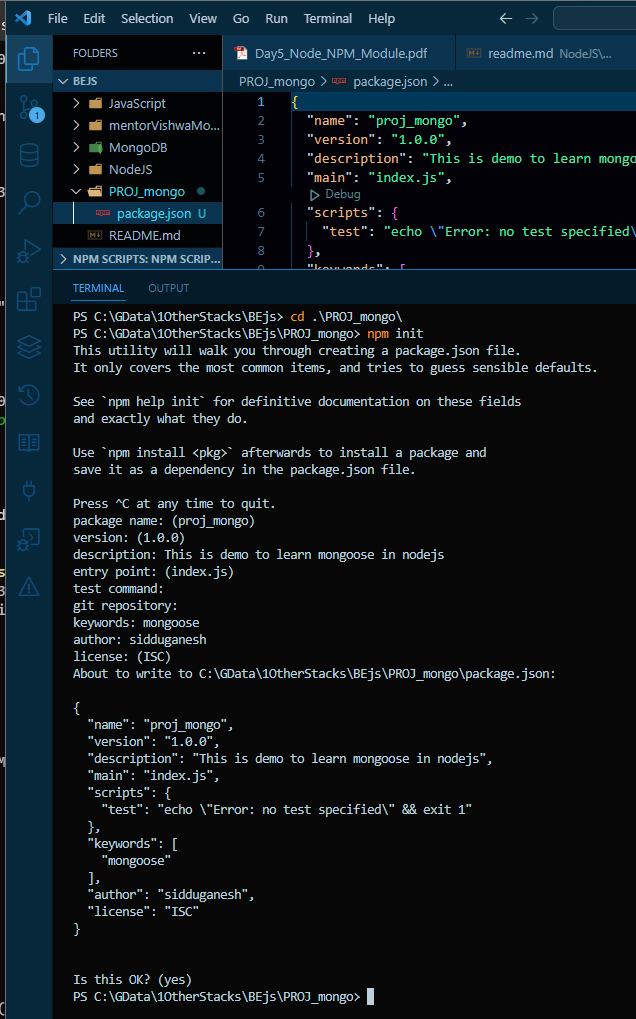 File Edit Selection View Go Run Terminal Help
FOLDERS ...
BEJS
JavaScript
mentorVishwaMo...
MongoDB
NodeJS
PROJ_mongo
package.json U
README.md
NPM SCRIPTS: NPM SCRIP...
1
Day5_Node_NPM_Module.pdf readme.md NodeJS\...
PROJ_mongo > package.json > ...
1 {
2 "name": "proj_mongo",
3 "version": "1.0.0",
4 "description": "This is demo to learn mongo
5 "main": "index.js",
Debug
6 "scripts": {
7 "test": "echo \"Error: no test specified\
8 },
9 "keywords": [
TERMINAL OUTPUT
PS C:\GData\1OtherStacks\BEjs> cd .\PROJ_mongo\
PS C:\GData\1OtherStacks\BEjs\PROJ_mongo> npm init
This utility will walk you through creating a package.json file.
It only covers the most common items, and tries to guess sensible defaults.
See `npm help init` for definitive documentation on these fields
and exactly what they do.
Use `npm install <pkg>` afterwards to install a package and
save it as a dependency in the package.json file.
Press ^C at any time to quit.
package name: (proj_mongo)
version: (1.0.0)
description: This is demo to learn mongoose in nodejs
entry point: (index.js)
test command:
git repository:
keywords: mongoose
author: sidduganesh
license: (ISC)
About to write to C:\GData\1OtherStacks\BEjs\PROJ_mongo\package.json:
{
"name": "proj_mongo",
"version": "1.0.0",
"description": "This is demo to learn mongoose in nodejs",
"main": "index.js",
"scripts": {
"test": "echo \"Error: no test specified\" && exit 1"
},
"keywords": [
"mongoose"
],
"author": "sidduganesh",
"license": "ISC"
}
Is this OK? (yes)
PS C:\GData\1OtherStacks\BEjs\PROJ_mongo>